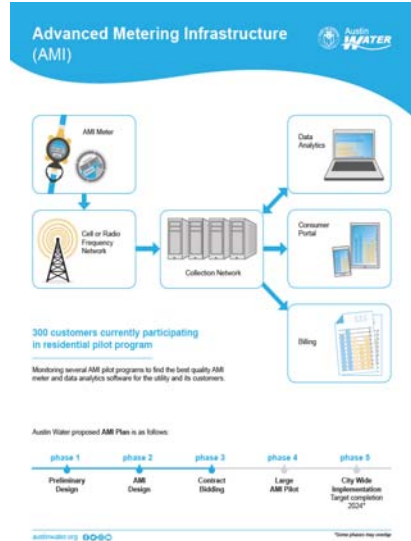 Advanced Metering Infrastructure
(AMI)
Austin
WATER
AMI Meter
Data
Analytics
Cell or Radio
Frequency
Network
Collection Network
Consumer
Portal
Billing
300 customers currently participating
in residential pilot program
Monitoring several AMI pilot programs to find the best quality AMI
meter and data analytics software for the utility and its customers.
Austin Water proposed AMI Plan is as follows:
phase 1
phase 2
phase 3
phase 4
phase 5
Preliminary
Design
AMI
Design
Contract
Bidding
Large
AMI Pilot
City Wide
Implementation
Target completion
2024*
austinwater.org
*Some phases may overlap